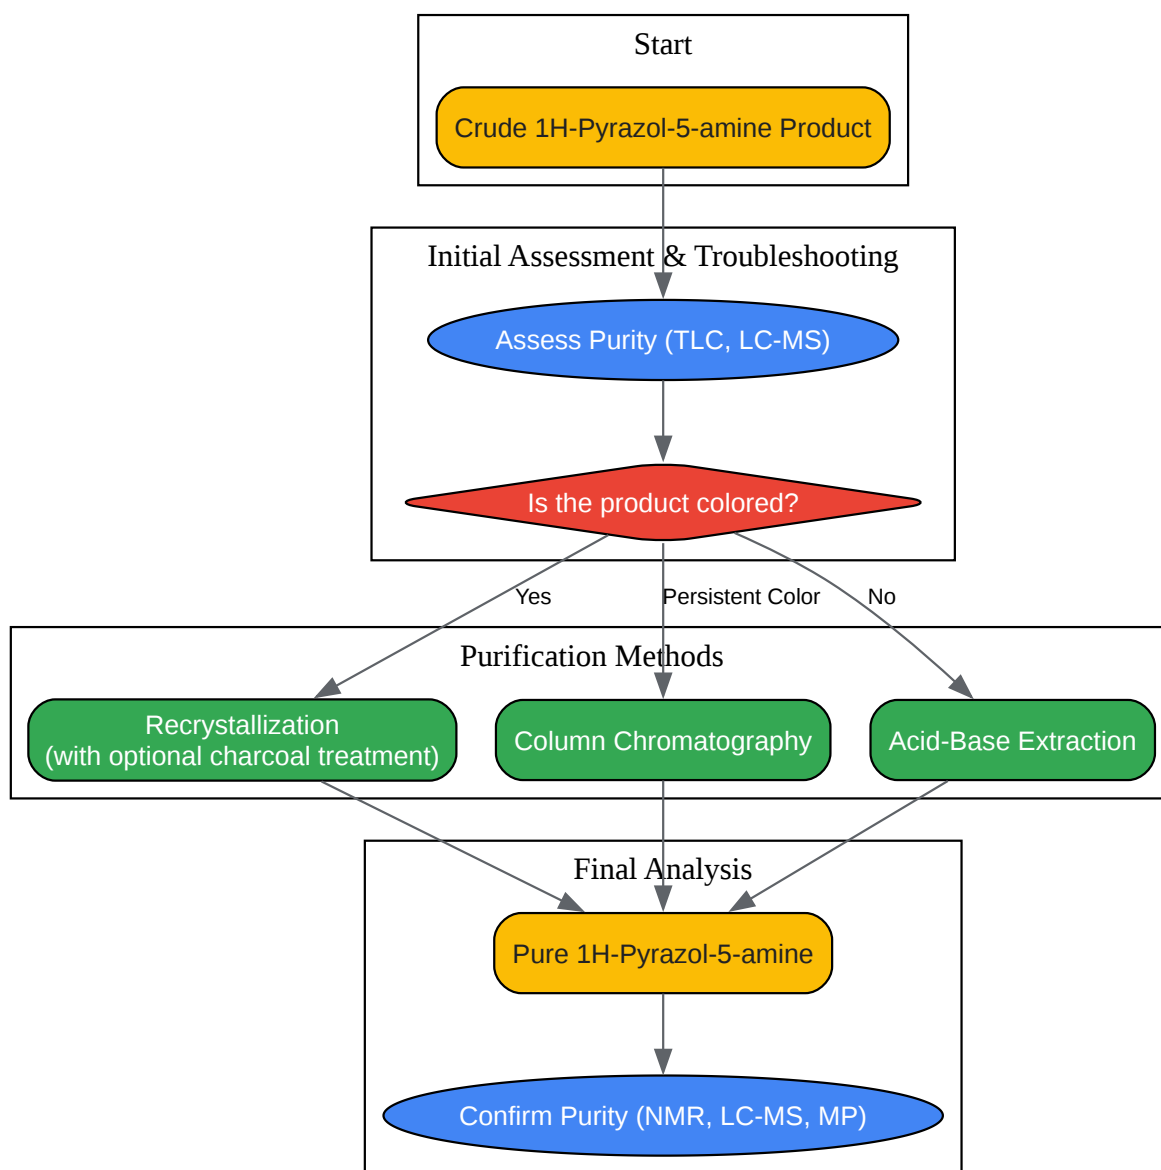 Start
Crude 1H-Pyrazol-5-amine Product
Initial Assessment & Troubleshooting
Assess Purity (TLC, LC-MS)
Is the product colored?
Yes
Persistent Color
No
Purification Methods
Recrystallization
(with optional charcoal treatment)
Column Chromatography
Acid-Base Extraction
Final Analysis
Pure 1H-Pyrazol-5-amine
Confirm Purity (NMR, LC-MS, MP)